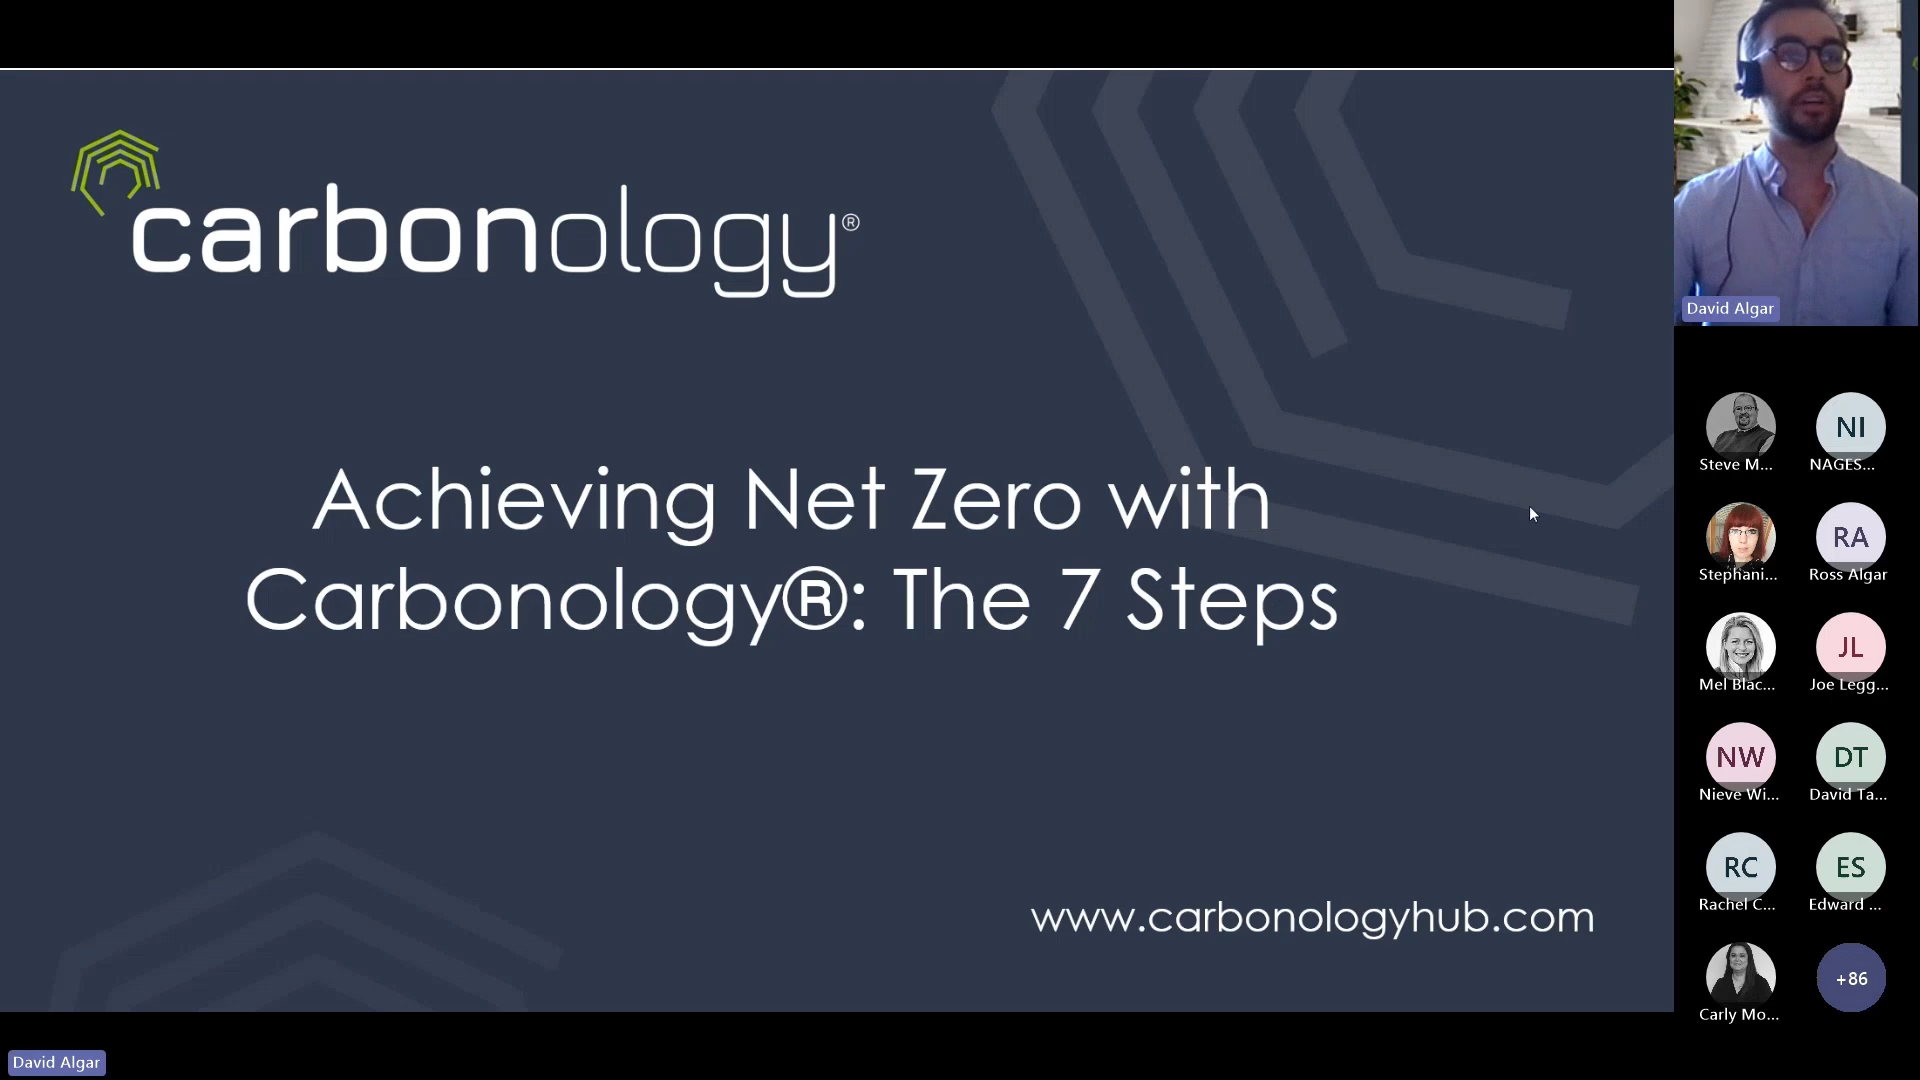 carbonology®
Achieving Net Zero with
Carbonology®: The 7 Steps
www.carbonologyhub.com
David Algar
David Algar
Steve M...
NI
NAGES...
Stephani...
RA
Ross Algar
Mel Blac...
JL
Joe Legg...
NW
Nieve Wi...
DT
David Ta...
RC
Rachel C...
ES
Edward ...
Carly Mo...
+86